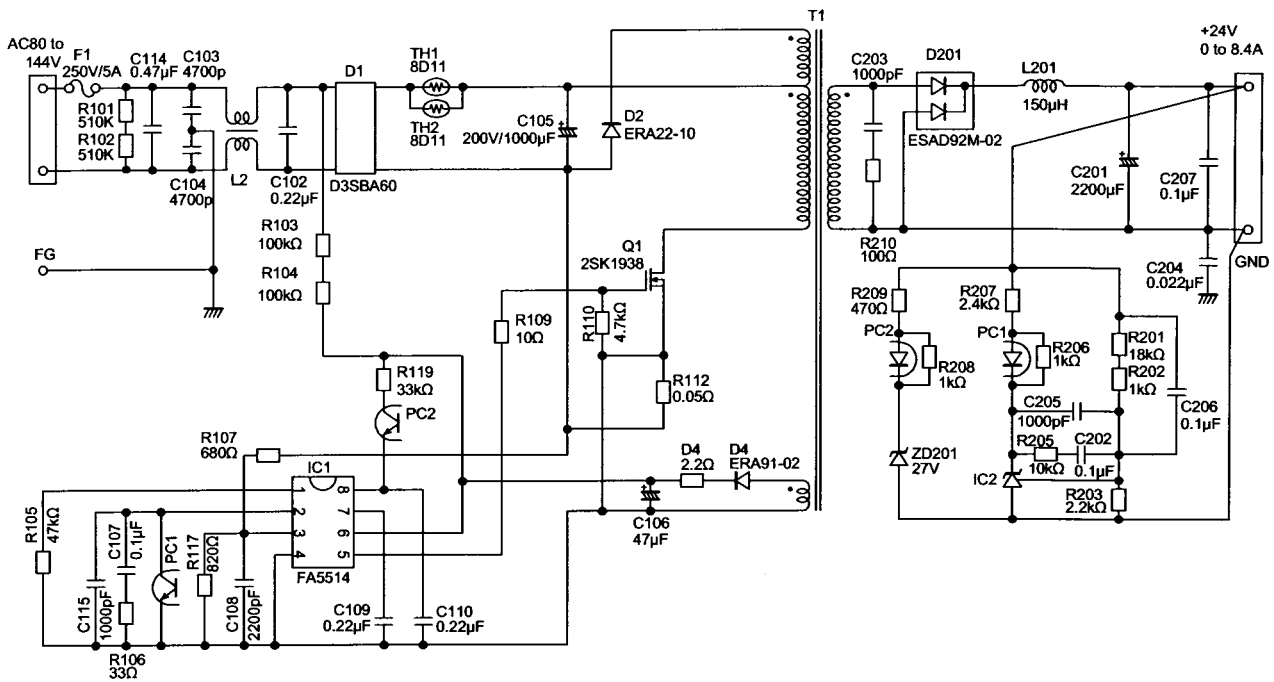 AC80 to
144V
F1
250V/5A
C114
0.47μF
C103
4700p
R101
510K
R102
510K
C104
4700p
L2
C102
0.22μF
D1
D3SBA60
TH1
8D11
TH2
8D11
C105
200V/1000μF
D2
ERA22-10
T1
C203
1000pF
D201
ESAD92M-02
L201
150μH
+24V
0 to 8.4A
C201
2200μF
C207
0.1μF
GND
C204
0.022μF
R210
100Ω
FG
R103
100kΩ
R104
100kΩ
Q1
2SK1938
R109
10Ω
R110
4.7kΩ
R112
0.05Ω
R119
33kΩ
PC2
R107
680Ω
IC1
1
2
3
4
8
7
6
5
FA5514
D4
2.2Ω
D4
ERA91-02
C106
47μF
R105
47kΩ
C115
1000pF
C107
0.1μF
R106
33Ω
PC1
R117
820Ω
C108
2200pF
C109
0.22μF
C110
0.22μF
R209
470Ω
PC2
R208
1kΩ
ZD201
27V
R207
2.4kΩ
PC1
R206
1kΩ
C205
1000pF
R205
10kΩ
C202
0.1μF
IC2
R201
18kΩ
R202
1kΩ
C206
0.1μF
R203
2.2kΩ